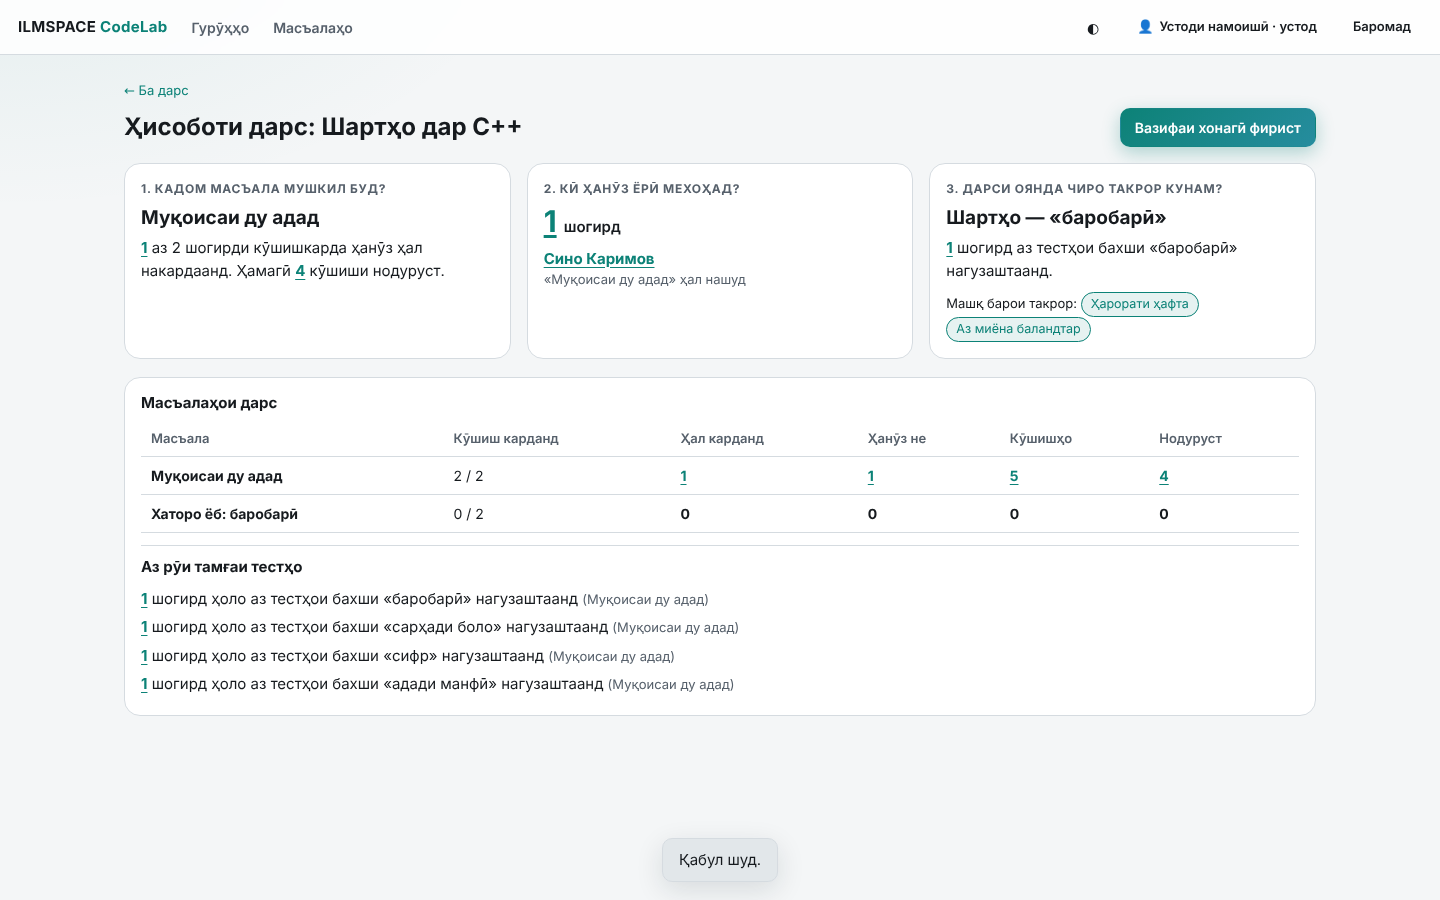 ILMSPACE CodeLab Гурӯҳҳо Масъалаҳо Устоди намоишӣ · устод Баромад
← Ба дарс
Ҳисоботи дарс: Шартҳо дар C++
Вазифаи хонагӣ фирист
1. КАДОМ МАСЪАЛА МУШКИЛ БУД?
Муқоисаи ду адад
1 аз 2 шогирди кӯшишкарда ҳанӯз ҳал
накардаанд. Ҳамагӣ 4 кӯшиши нодуруст.
2. КӢ ҲАНӮЗ ЁРӢ МЕХОҲАД?
1 шогирд
Сино Каримов
«Муқоисаи ду адад» ҳал нашуд
3. ДАРСИ ОЯНДА ЧИРО ТАКРОР КУНАМ?
Шартҳо — «баробарӣ»
1 шогирд аз тестҳои бахши «баробарӣ»
нагузаштаанд.
Машқ барои такрор: Ҳарорати ҳафта
Аз миёна баландтар
Масъалаҳои дарс
Масъала Кӯшиш карданд Ҳал карданд Ҳанӯз не Кӯшишҳо Нодуруст
Муқоисаи ду адад 2 / 2 1 1 5 4
Хаторо ёб: баробарӣ 0 / 2 0 0 0 0
Аз рӯи тамғаи тестҳо
1 шогирд ҳоло аз тестҳои бахши «баробарӣ» нагузаштаанд (Муқоисаи ду адад)
1 шогирд ҳоло аз тестҳои бахши «сарҳади боло» нагузаштаанд (Муқоисаи ду адад)
1 шогирд ҳоло аз тестҳои бахши «сифр» нагузаштаанд (Муқоисаи ду адад)
1 шогирд ҳоло аз тестҳои бахши «адади манфӣ» нагузаштаанд (Муқоисаи ду адад)
Қабул шуд.